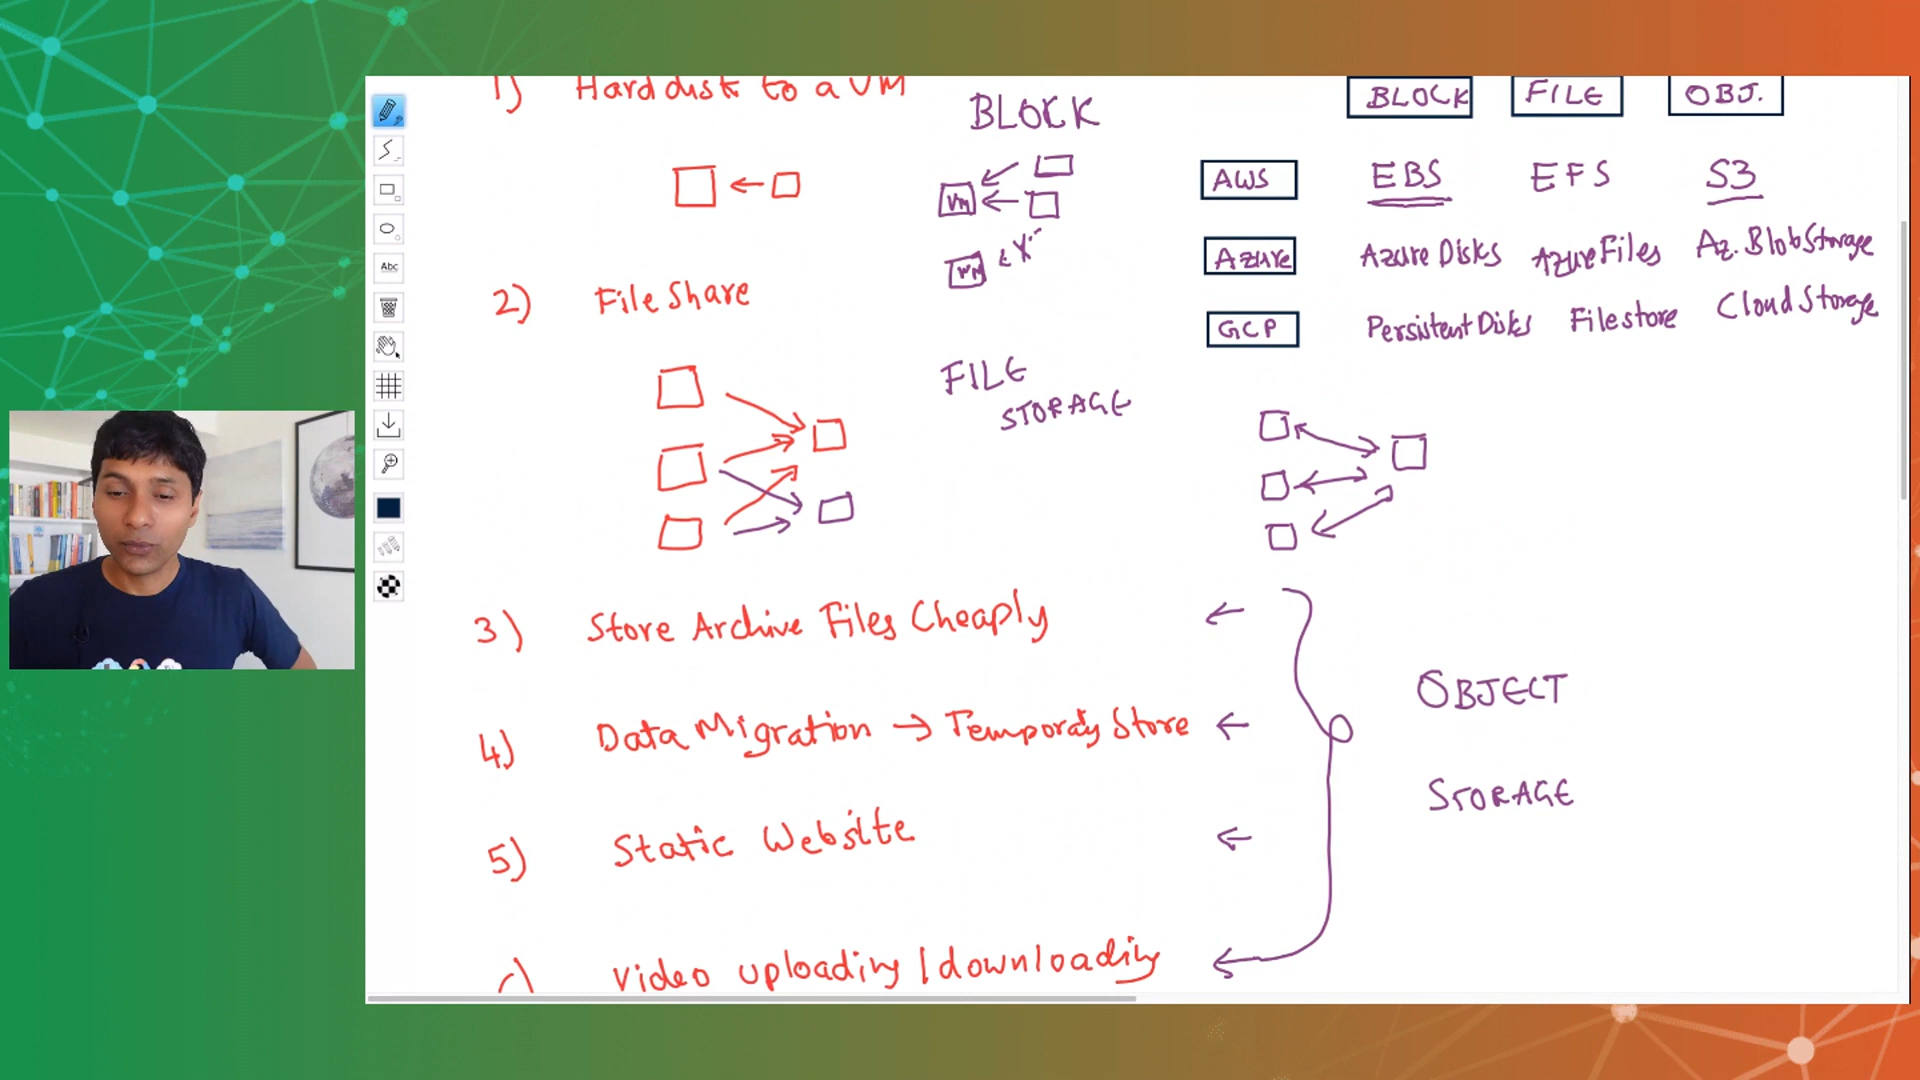 1) Hard disk to a VM
BLOCK
BLOCK FILE OBJ.
VM
AWS EBS EFS S3
VM
Azure Azure Disks Azure Files Az. Blob Storage
GCP Persistent Disks Filestore Cloud Storage
2) File Share
FILE
STORAGE
Abc
3) Store Archive Files Cheaply
4) Data Migration → Temporary Store
5) Static Website
Video uploading / downloading
OBJECT
STORAGE